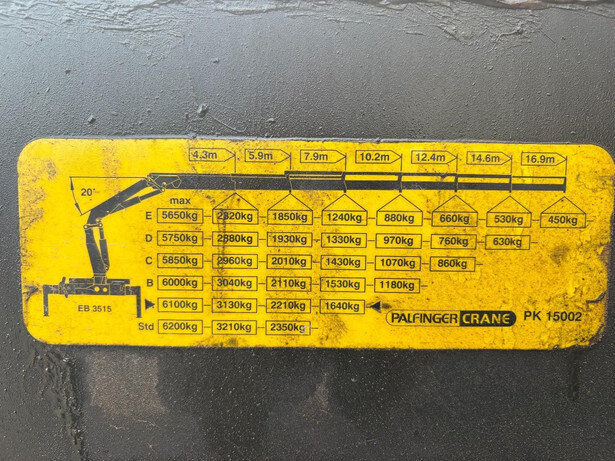 4,3m 5.9m 7.9m 10.2m 12.4m 14.6m 16.9m
20°
max
E 5650kg 2820kg 1850kg 1240kg 880kg 660kg 530kg 450kg
D 5750kg 2880kg 1930kg 1330kg 970kg 760kg 630kg
C 5850kg 2960kg 2010kg 1430kg 1070kg 860kg
B 6000kg 3040kg 2110kg 1530kg 1180kg
6100kg 3130kg 2210kg 1640kg
EB 3515
Std 6200kg 3210kg 2350kg
PALFINGER CRANE PK 15002